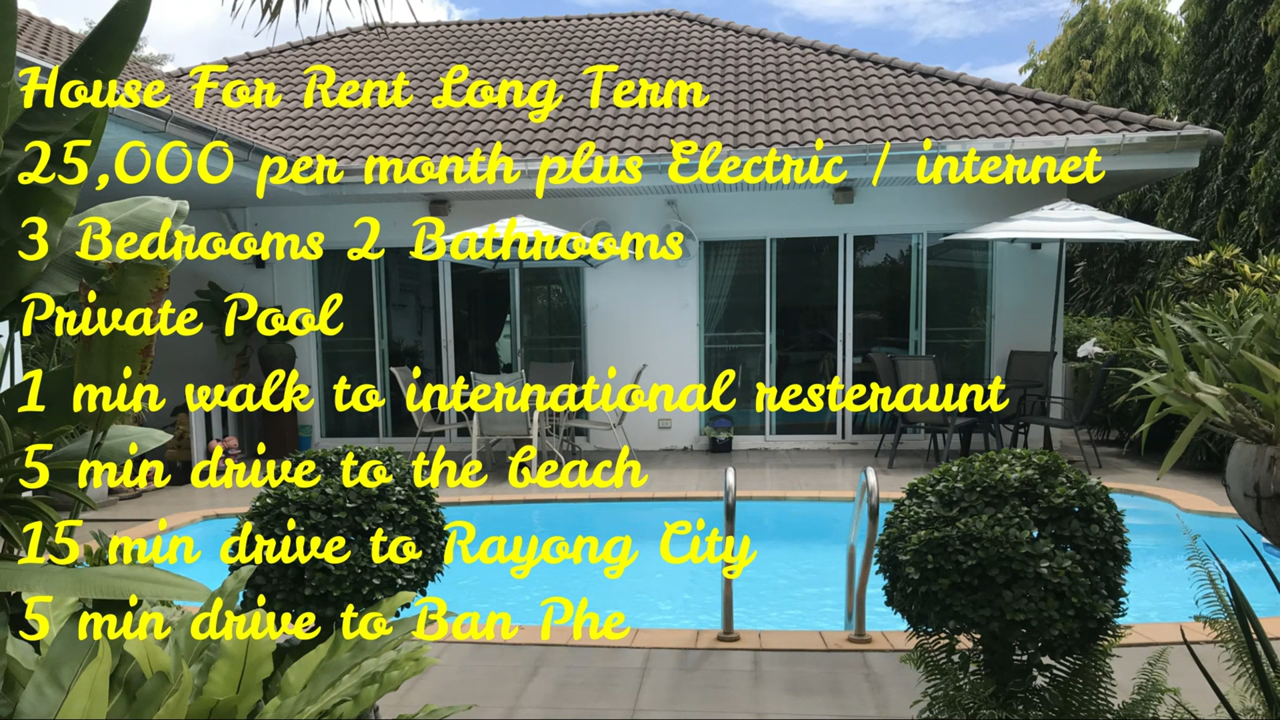 House For Rent Long Term
25,000 per month plus Electric / internet
3 Bedrooms 2 Bathrooms
Private Pool
1 min walk to international resteraunt
5 min drive to the beach
15 min drive to Rayong City
5 min drive to Ban Phe